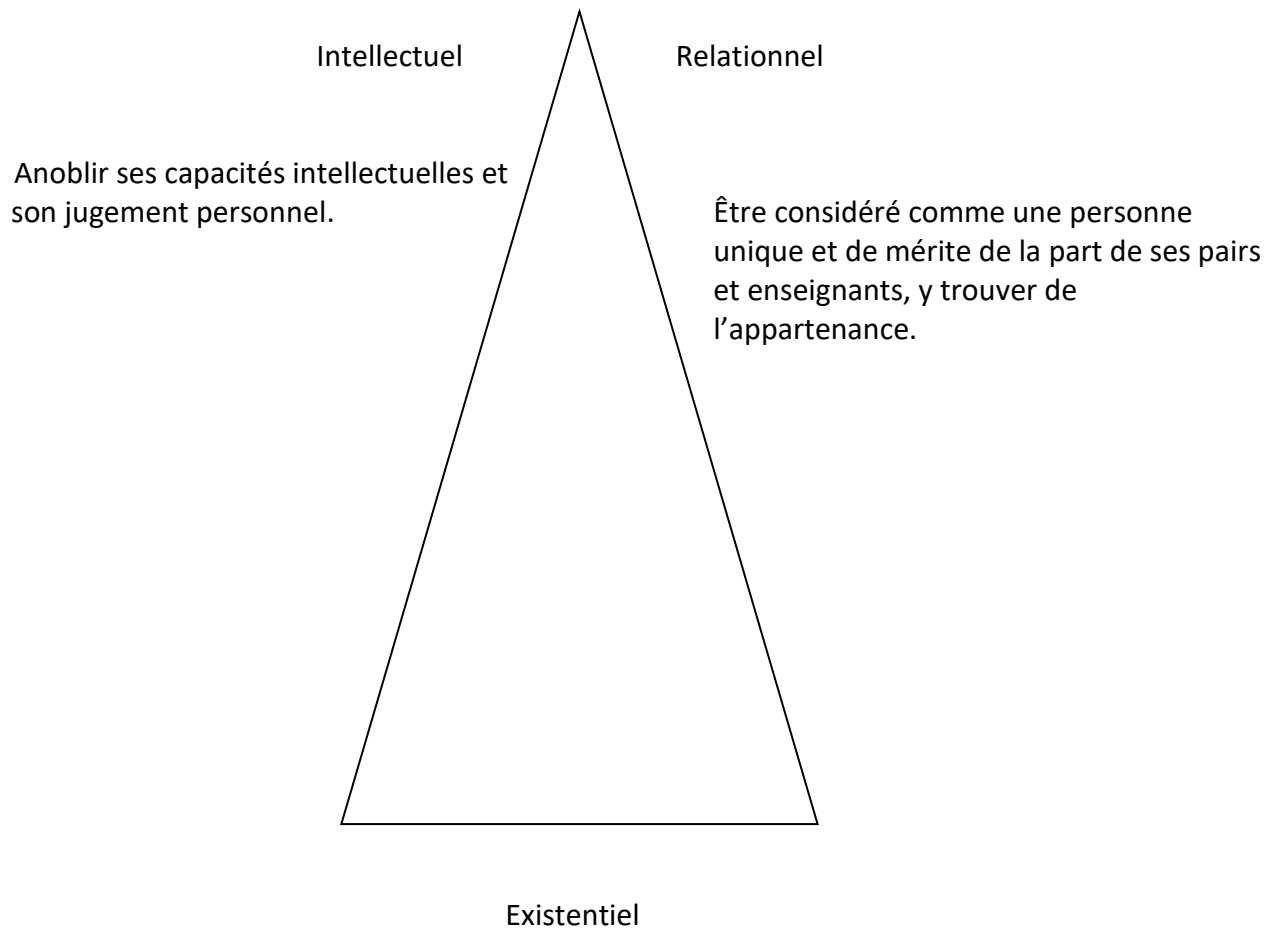 Intellectuel
Relationnel
Anoblir ses capacités intellectuelles et
son jugement personnel.
Être considéré comme une personne
unique et de mérite de la part de ses pairs
et enseignants, y trouver de
l’appartenance.
Existentiel